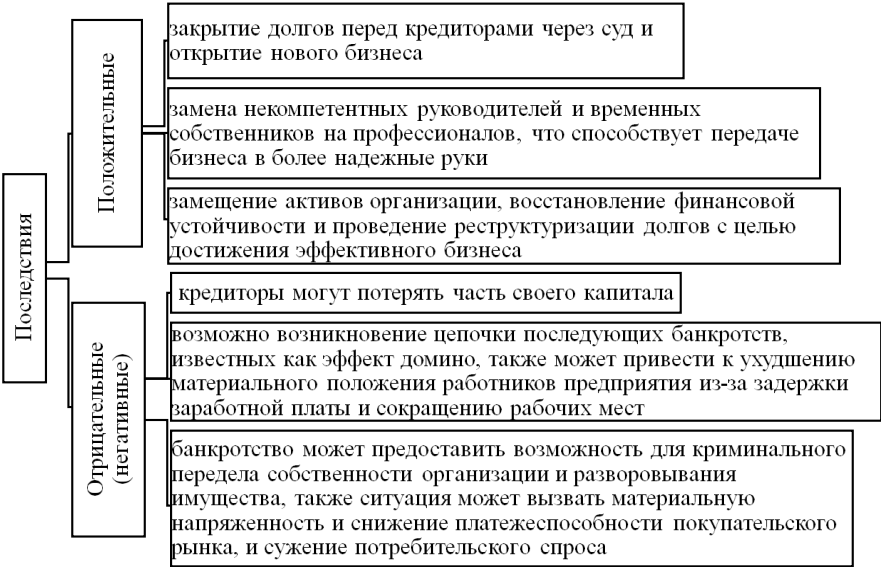 Последствия
Положительные
закрытие долгов перед кредиторами через суд и
открытие нового бизнеса
замена некомпетентных руководителей и временных
собственников на профессионалов, что способствует передаче
бизнеса в более надежные руки
замещение активов организации, восстановление финансовой
устойчивости и проведение реструктуризации долгов с целью
достижения эффективного бизнеса
Отрицательные
(негативные)
кредиторы могут потерять часть своего капитала
возможно возникновение цепочки последующих банкротств,
известных как эффект домино, также может привести к ухудшению
материального положения работников предприятия из-за задержки
заработной платы и сокращению рабочих мест
банкротство может предоставить возможность для криминального
передела собственности организации и разворовывания
имущества, также ситуация может вызвать материальную
напряженность и снижение платежеспособности покупательского
рынка, и сужение потребительского спроса